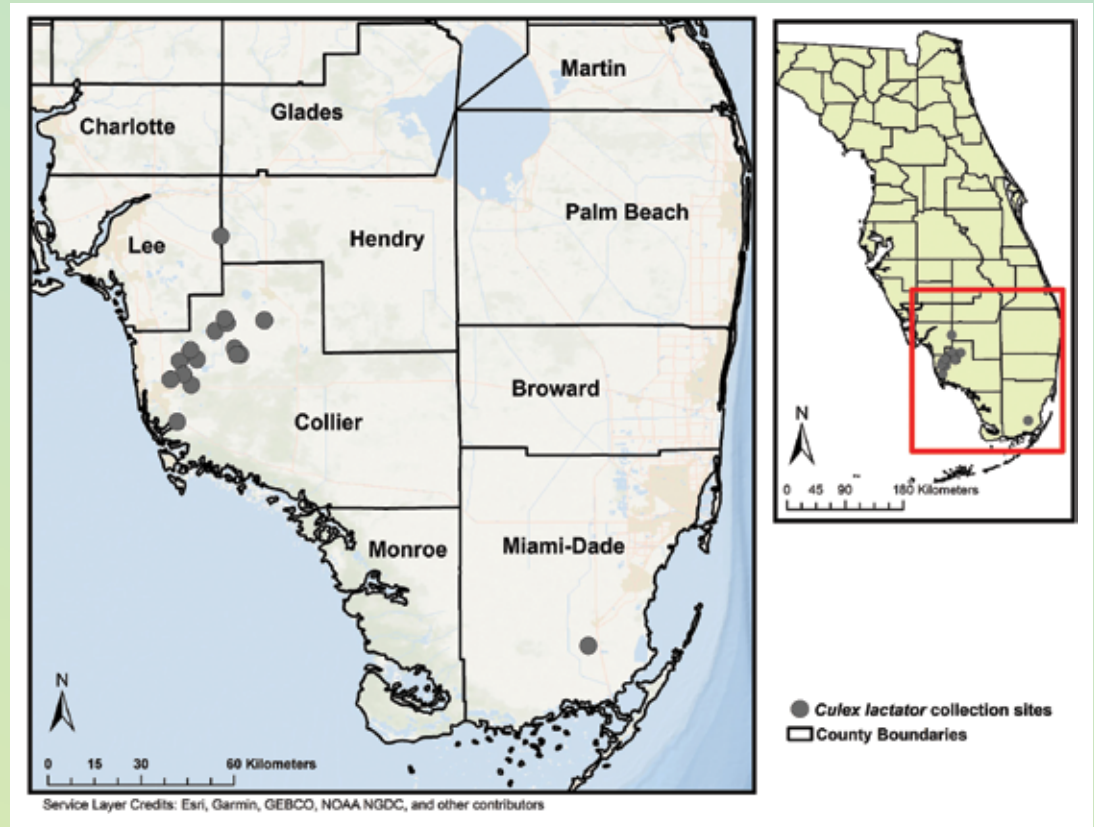 Martin
Glades
Charlotte
Palm Beach
Hendry
Lee
Broward
Collier
Monroe
Miami-Dade
N
0 15 30 60 Kilometers
Service Layer Credits: Esri, Garmin, GEBCO, NOAA NGDC, and other contributors
N
0 45 90 180 Kilometers
Culex lactator collection sites
County Boundaries